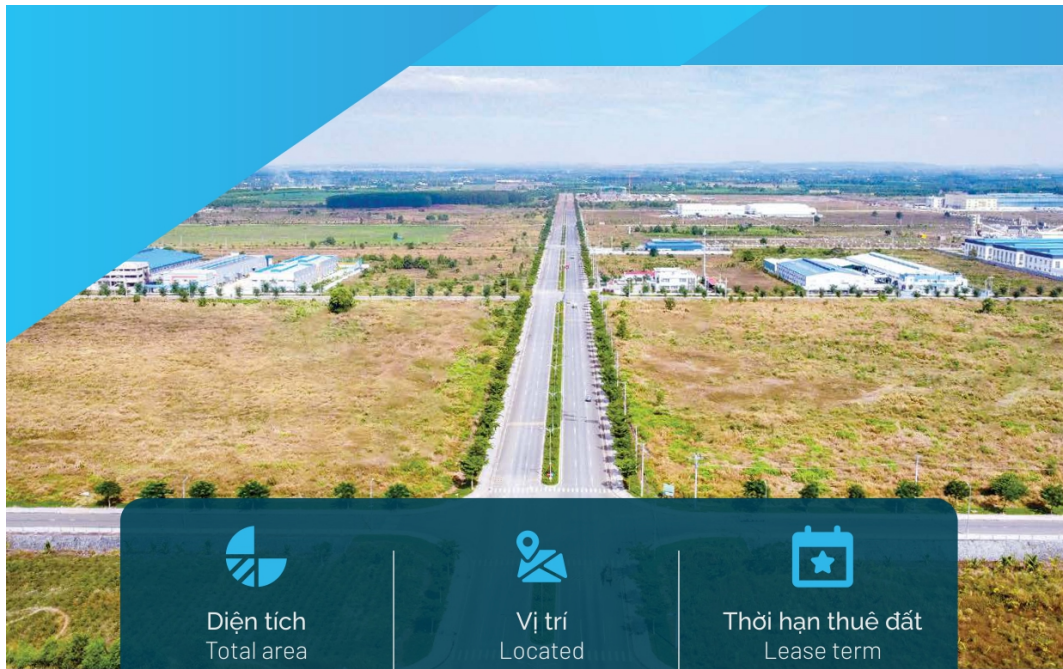 Diện tích
Total area
Vị trí
Located
Thời hạn thuê đất
Lease term